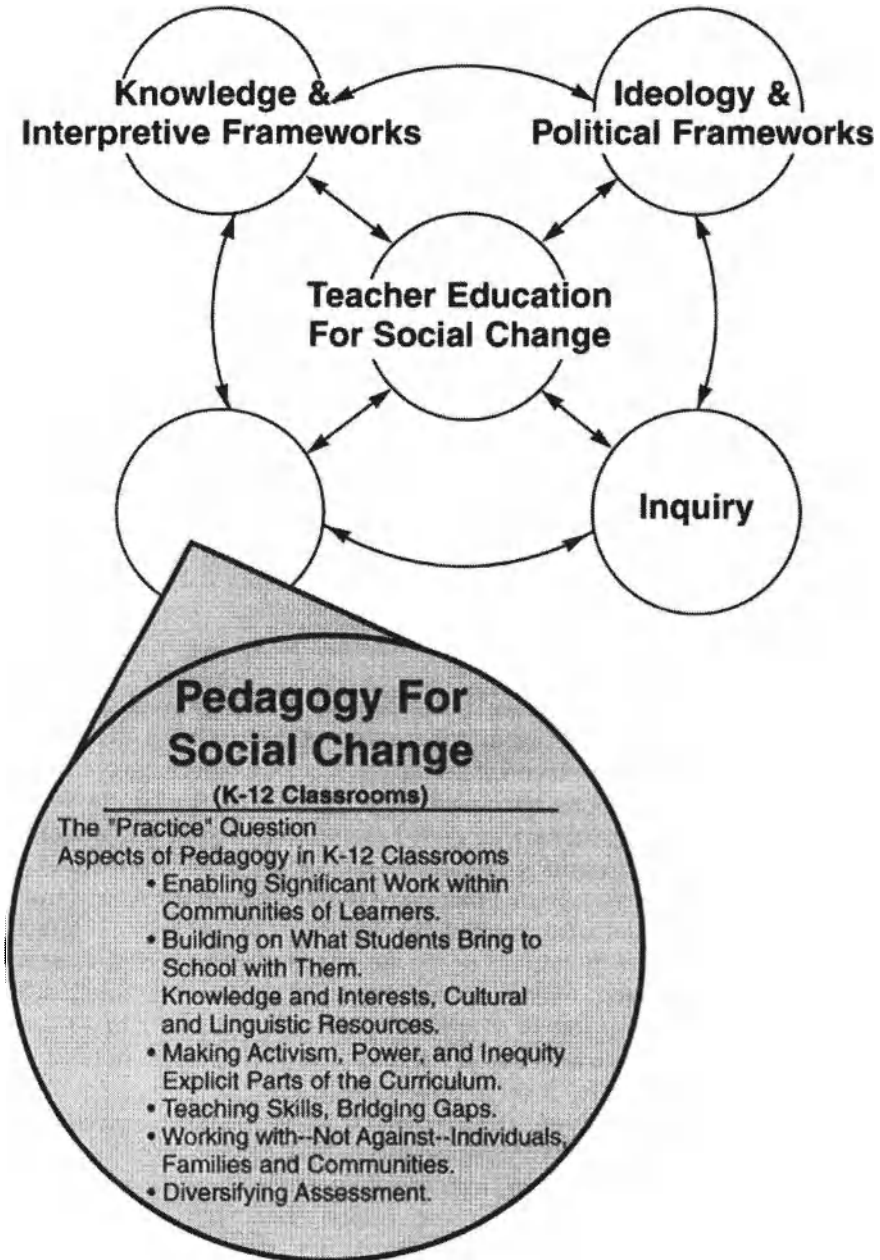 Knowledge &
Interpretive Frameworks
Ideology &
Political Frameworks
Teacher Education
For Social Change
Inquiry
Pedagogy For
Social Change
(K-12 Classrooms)
The "Practice" Question
Aspects of Pedagogy in K-12 Classrooms
• Enabling Significant Work within
Communities of Learners.
• Building on What Students Bring to
School with Them.
Knowledge and Interests, Cultural
and Linguistic Resources.
• Making Activism, Power, and Inequity
Explicit Parts of the Curriculum.
• Teaching Skills, Bridging Gaps.
• Working with--Not Against--Individuals,
Families and Communities.
• Diversifying Assessment.